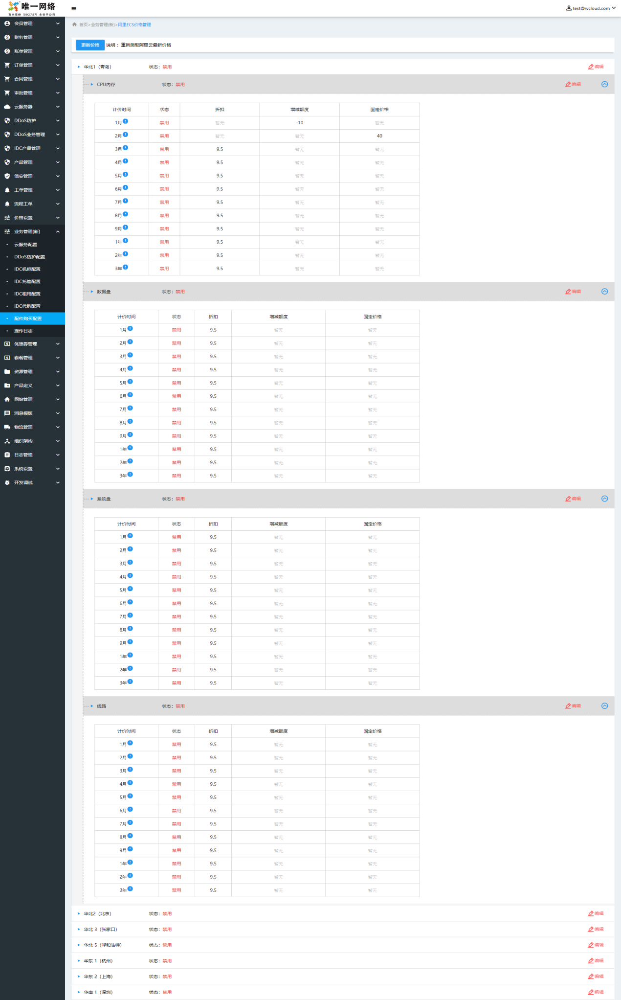 唯一网络
南兴股份（002757）全资子公司
test@wcloud.com
会员管理
财务管理
账单管理
订单管理
合同管理
审批管理
云服务器
DDoS防护
DDoS业务管理
IDC产品管理
产品管理
信安管理
工单管理
流程工单
价格设置
业务管理(新)
云服务配置
DDoS防护配置
IDC机柜配置
IDC托管配置
IDC租用配置
IDC代购配置
配件购买配置
操作日志
优惠券管理
套餐管理
资源管理
产品定义
网站管理
消息模版
物流管理
组织架构
日志管理
系统设置
开发调试
首页>业务管理(新)>阿里ECS价格管理
更新价格 说明 : 重新爬取阿里云最新价格
华北1（青岛） 状态: 禁用 编辑
CPU内存 状态: 禁用 编辑
计价时间 状态 折扣 增减额度 固定价格
1月 禁用 暂无 -10 暂无
2月 禁用 暂无 暂无 40
3月 禁用 9.5 暂无 暂无
4月 禁用 9.5 暂无 暂无
5月 禁用 9.5 暂无 暂无
6月 禁用 9.5 暂无 暂无
7月 禁用 9.5 暂无 暂无
8月 禁用 9.5 暂无 暂无
9月 禁用 9.5 暂无 暂无
1年 禁用 9.5 暂无 暂无
2年 禁用 9.5 暂无 暂无
3年 禁用 9.5 暂无 暂无
数据盘 状态: 禁用 编辑
计价时间 状态 折扣 增减额度 固定价格
1月 禁用 9.5 暂无 暂无
2月 禁用 9.5 暂无 暂无
3月 禁用 9.5 暂无 暂无
4月 禁用 9.5 暂无 暂无
5月 禁用 9.5 暂无 暂无
6月 禁用 9.5 暂无 暂无
7月 禁用 9.5 暂无 暂无
8月 禁用 9.5 暂无 暂无
9月 禁用 9.5 暂无 暂无
1年 禁用 9.5 暂无 暂无
2年 禁用 9.5 暂无 暂无
3年 禁用 9.5 暂无 暂无
系统盘 状态: 禁用 编辑
计价时间 状态 折扣 增减额度 固定价格
1月 禁用 9.5 暂无 暂无
2月 禁用 9.5 暂无 暂无
3月 禁用 9.5 暂无 暂无
4月 禁用 9.5 暂无 暂无
5月 禁用 9.5 暂无 暂无
6月 禁用 9.5 暂无 暂无
7月 禁用 9.5 暂无 暂无
8月 禁用 9.5 暂无 暂无
9月 禁用 9.5 暂无 暂无
1年 禁用 9.5 暂无 暂无
2年 禁用 9.5 暂无 暂无
3年 禁用 9.5 暂无 暂无
线路 状态: 禁用 编辑
计价时间 状态 折扣 增减额度 固定价格
1月 禁用 9.5 暂无 暂无
2月 禁用 9.5 暂无 暂无
3月 禁用 9.5 暂无 暂无
4月 禁用 9.5 暂无 暂无
5月 禁用 9.5 暂无 暂无
6月 禁用 9.5 暂无 暂无
7月 禁用 9.5 暂无 暂无
8月 禁用 9.5 暂无 暂无
9月 禁用 9.5 暂无 暂无
1年 禁用 9.5 暂无 暂无
2年 禁用 9.5 暂无 暂无
3年 禁用 9.5 暂无 暂无
华北2（北京） 状态: 禁用 编辑
华北 3（张家口） 状态: 禁用 编辑
华北 5（呼和浩特） 状态: 禁用 编辑
华东 1（杭州） 状态: 禁用 编辑
华东 2（上海） 状态: 禁用 编辑
华南 1（深圳） 状态: 禁用 编辑